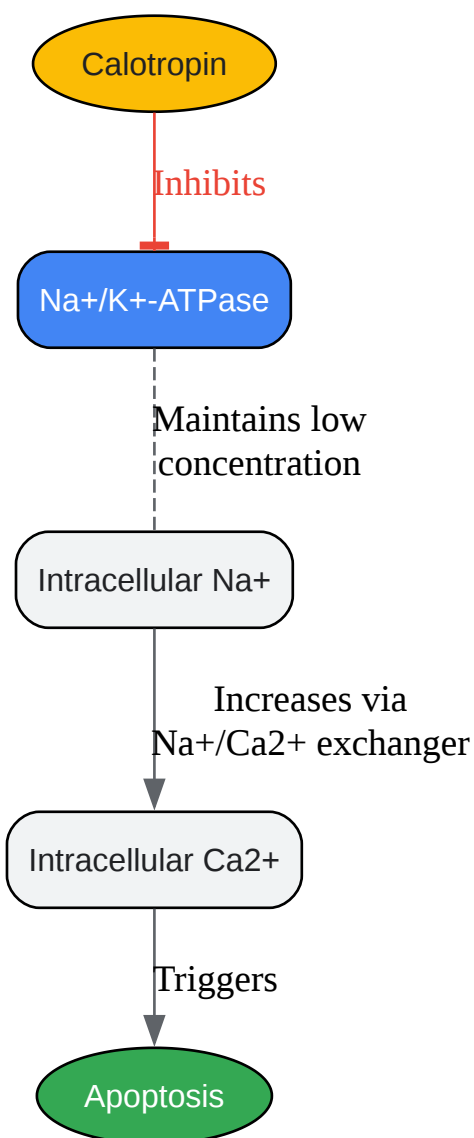 Calotropin
Inhibits
Na+/K+-ATPase
Maintains low
concentration
Intracellular Na+
Increases via
Na+/Ca2+ exchanger
Intracellular Ca2+
Triggers
Apoptosis